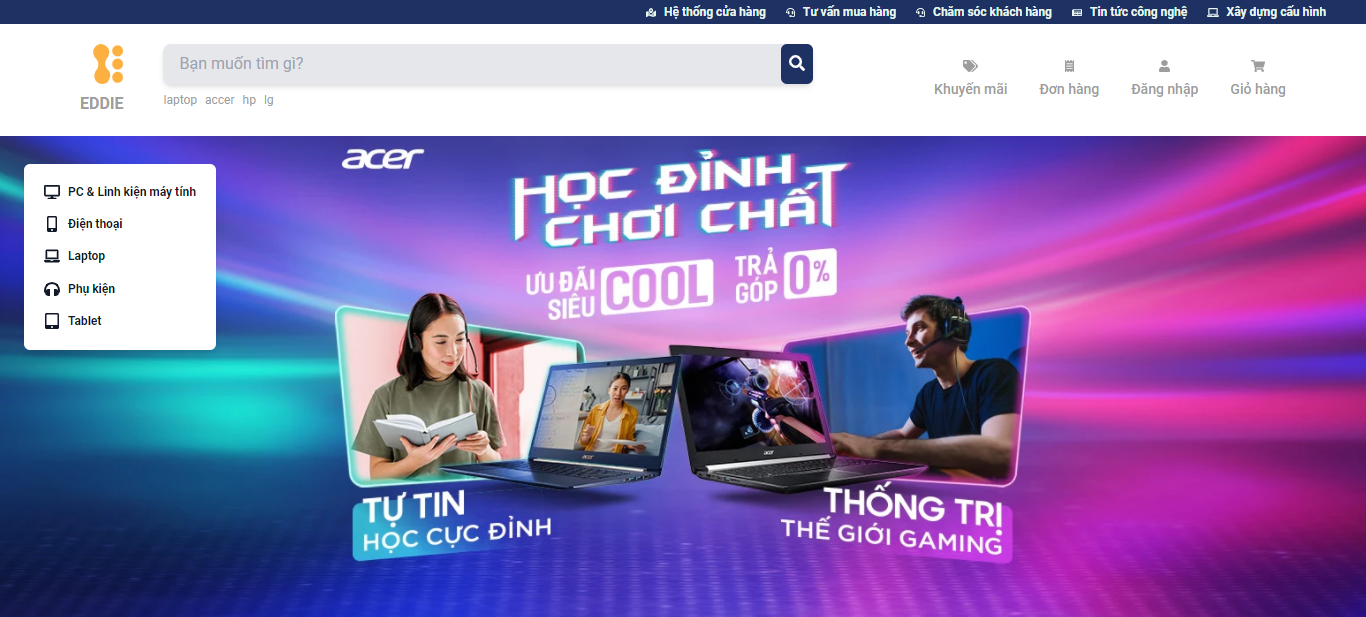 Hệ thống cửa hàng Tư vấn mua hàng Chăm sóc khách hàng Tin tức công nghệ Xây dựng cấu hình
EDDIE
Bạn muốn tìm gì?
laptop accer hp lg
Khuyến mãi Đơn hàng Đăng nhập Giỏ hàng
PC & Linh kiện máy tính
Điện thoại
Laptop
Phụ kiện
Tablet
acer
HỌC ĐỈNH
CHƠI CHẤT
ƯU ĐÃI
SIÊU COOL
TRẢ
GÓP 0%
TỰ TIN
HỌC CỰC ĐỈNH
THỐNG TRỊ
THẾ GIỚI GAMING